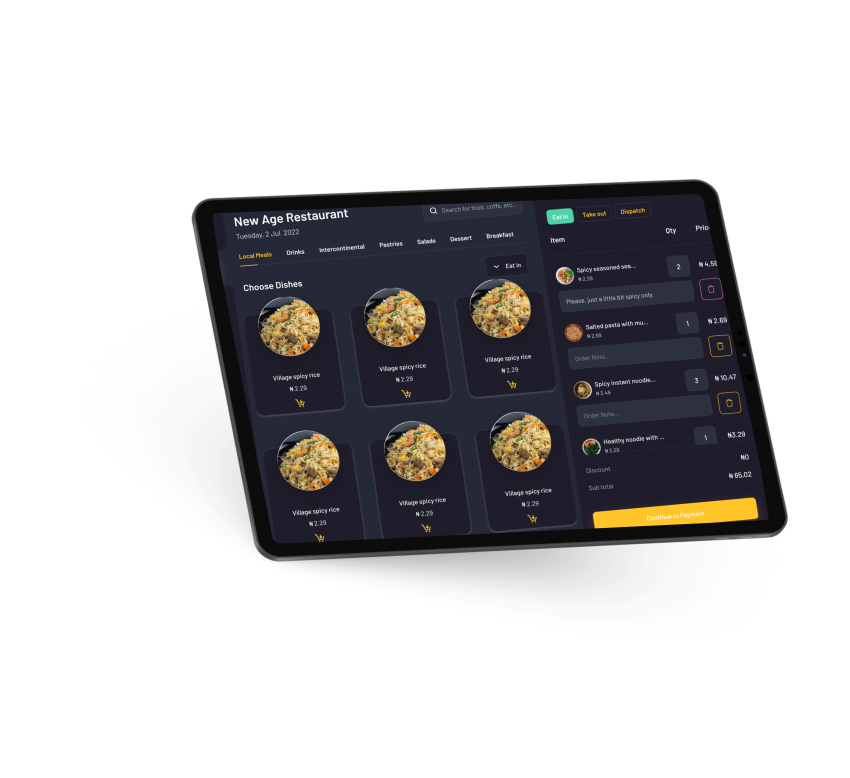 New Age Restaurant
Tuesday, 2 Jul 2022
Search for food, coffe, etc..
Local Meals
Drinks
Intercontinental
Pastries
Salads
Dessert
Breakfast
Choose Dishes
Eat in
Village spicy rice
₦ 2.29
Village spicy rice
₦ 2.29
Village spicy rice
₦ 2.29
Village spicy rice
₦ 2.29
Village spicy rice
₦ 2.29
Village spicy rice
₦ 2.29
Eat in
Take out
Dispatch
Item
Qty
Spicy seasoned sea...
₦ 2.29
2
Please, just a little bit spicy only.
Salted pasta with mu...
₦ 2.69
1
₦ 2.69
Order Note...
Spicy instant noodle...
₦ 3.49
3
₦ 10,47
Order Note...
Healthy noodle with ...
₦ 3.29
1
₦3.29
Discount
₦0
Sub total
₦ 65,02
Continue to Payment